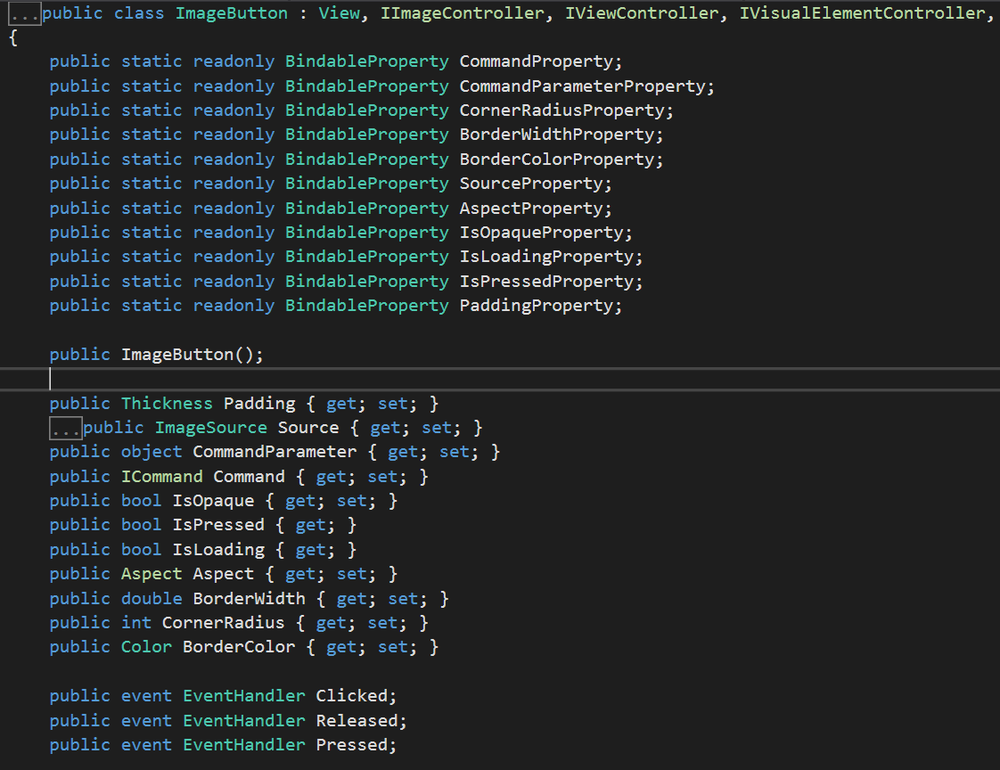 ...public class ImageButton : View, IImageController, IViewController, IVisualElementController,
{
public static readonly BindableProperty CommandProperty;
public static readonly BindableProperty CommandParameterProperty;
public static readonly BindableProperty CornerRadiusProperty;
public static readonly BindableProperty BorderWidthProperty;
public static readonly BindableProperty BorderColorProperty;
public static readonly BindableProperty SourceProperty;
public static readonly BindableProperty AspectProperty;
public static readonly BindableProperty IsOpaqueProperty;
public static readonly BindableProperty IsLoadingProperty;
public static readonly BindableProperty IsPressedProperty;
public static readonly BindableProperty PaddingProperty;
public ImageButton();
public Thickness Padding { get; set; }
...public ImageSource Source { get; set; }
public object CommandParameter { get; set; }
public ICommand Command { get; set; }
public bool IsOpaque { get; set; }
public bool IsPressed { get; }
public bool IsLoading { get; }
public Aspect Aspect { get; set; }
public double BorderWidth { get; set; }
public int CornerRadius { get; set; }
public Color BorderColor { get; set; }
public event EventHandler Clicked;
public event EventHandler Released;
public event EventHandler Pressed;